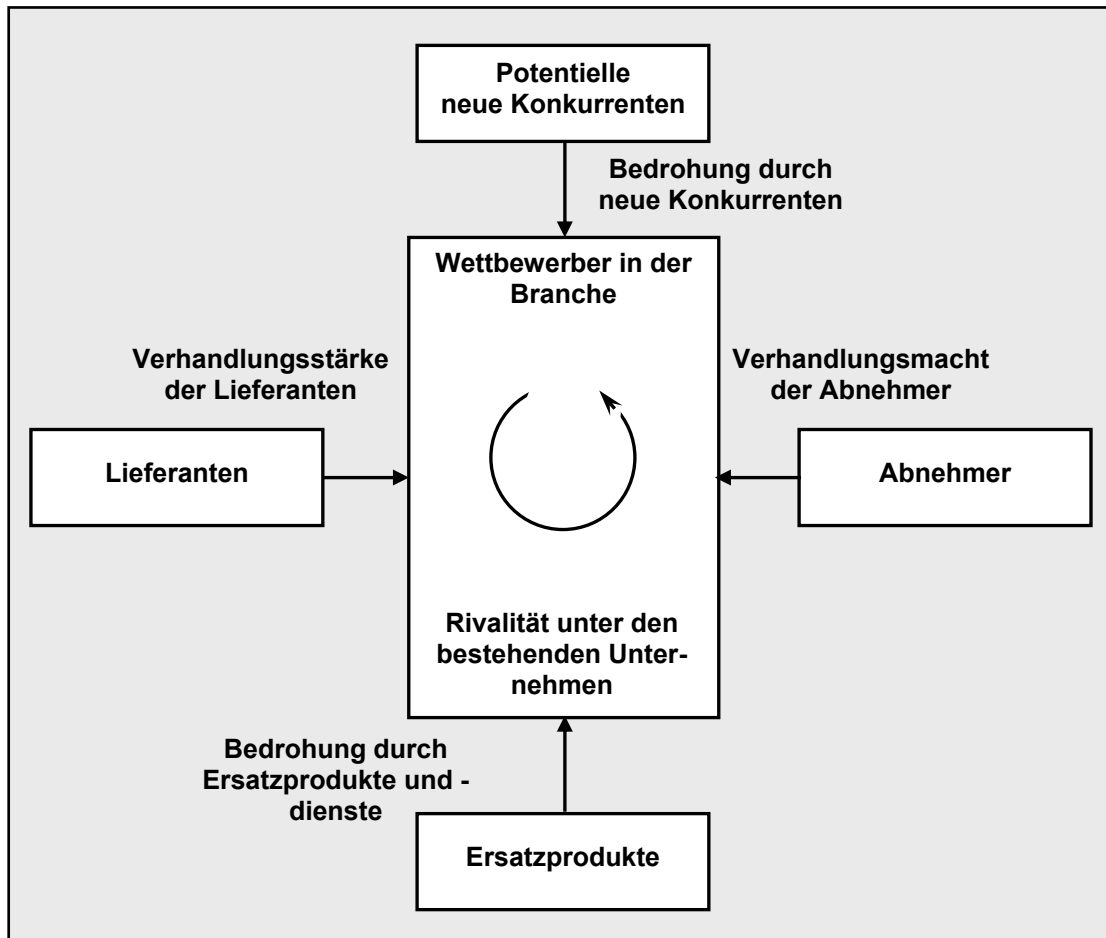 Potentielle
neue Konkurrenten
Bedrohung durch
neue Konkurrenten
Wettbewerber in der
Branche
Verhandlungsstärke
der Lieferanten
Verhandlungsmacht
der Abnehmer
Lieferanten
Abnehmer
Rivalität unter den
bestehenden Unter-
nehmen
Bedrohung durch
Ersatzprodukte und -
dienste
Ersatzprodukte